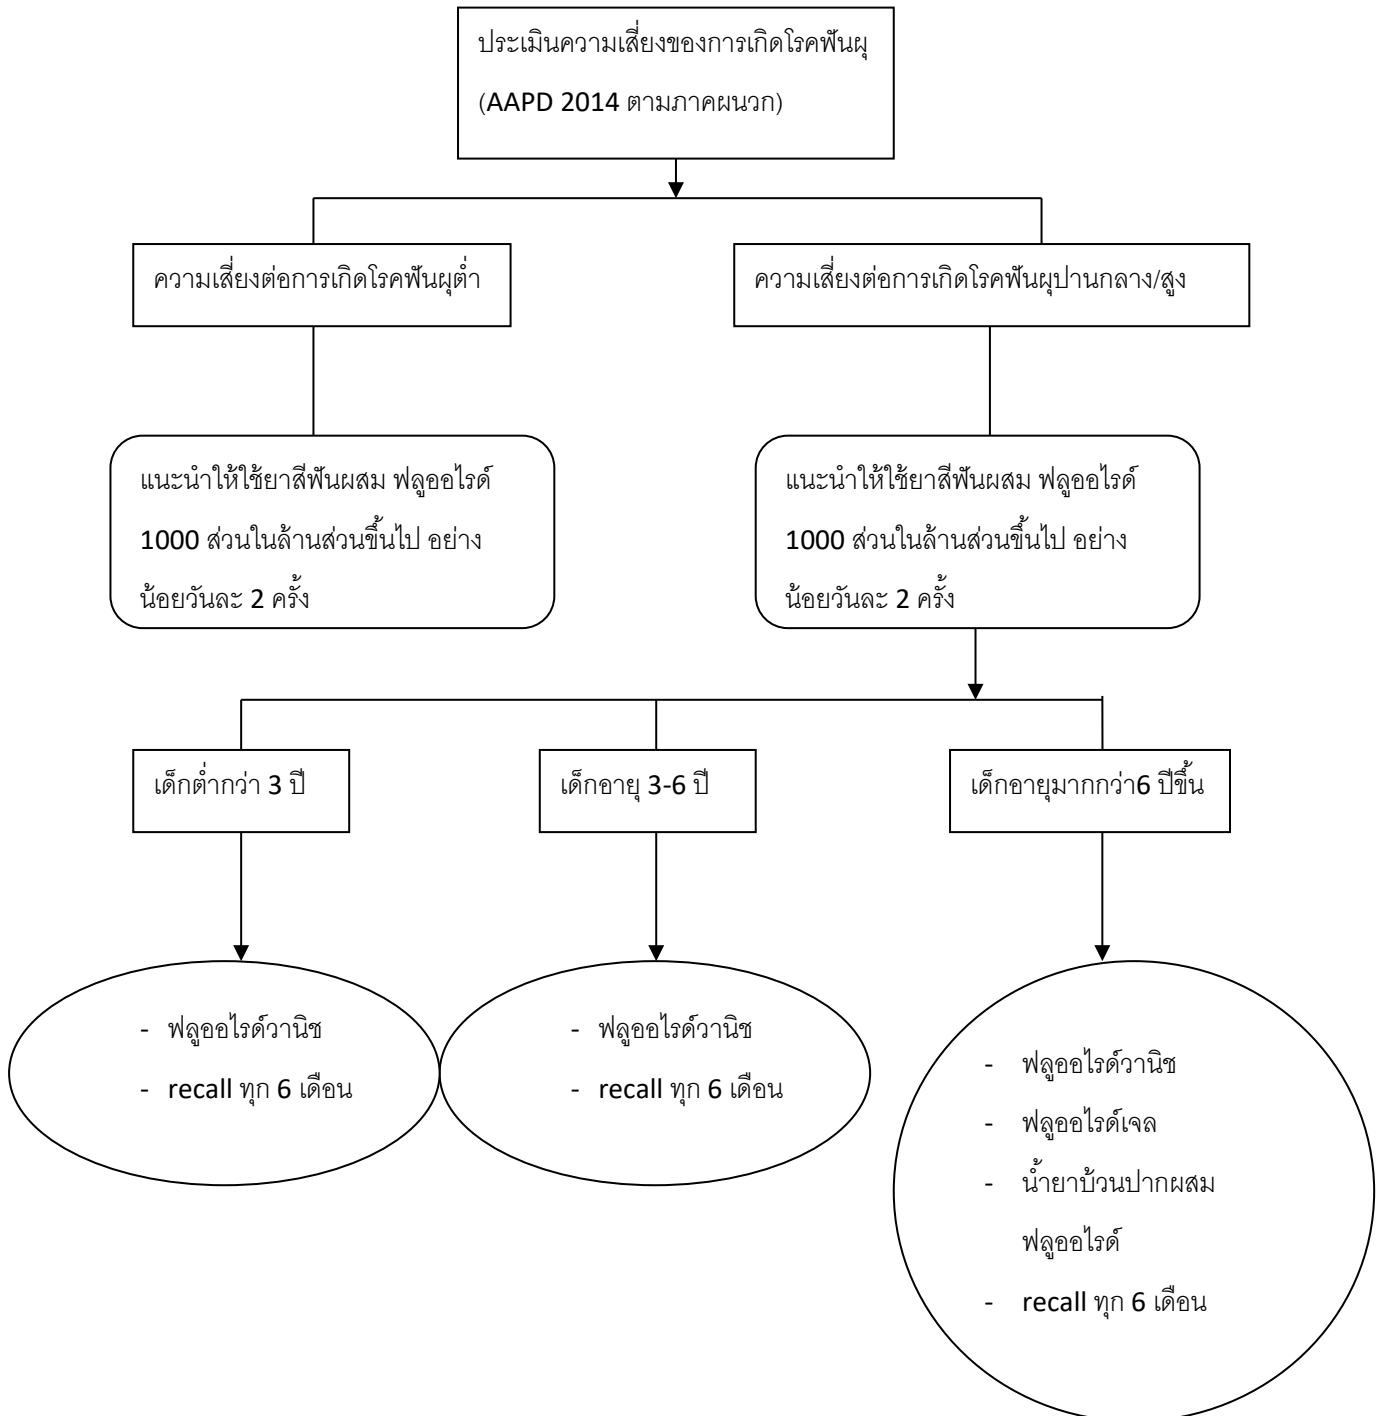 ประเมินความเสี่ยงของการเกิดโรคฟันผุ
(AAPD 2014 ตามภาคผนวก)
ความเสี่ยงต่อการเกิดโรคฟันผุต่ำ
ความเสี่ยงต่อการเกิดโรคฟันผุปานกลาง/สูง
แนะนำให้ใช้ยาสีฟันผสม ฟลูออไรด์
1000 ส่วนในล้านส่วนขึ้นไป อย่าง
น้อยวันละ 2 ครั้ง
แนะนำให้ใช้ยาสีฟันผสม ฟลูออไรด์
1000 ส่วนในล้านส่วนขึ้นไป อย่าง
น้อยวันละ 2 ครั้ง
เด็กต่ำกว่า 3 ปี
เด็กอายุ 3-6 ปี
เด็กอายุมากกว่า6 ปีขึ้น
- ฟลูออไรด์วานิช
- recall ทุก 6 เดือน
- ฟลูออไรด์วานิช
- recall ทุก 6 เดือน
- ฟลูออไรด์วานิช
- ฟลูออไรด์เจล
- น้ำยาบ้วนปากผสม
ฟลูออไรด์
- recall ทุก 6 เดือน